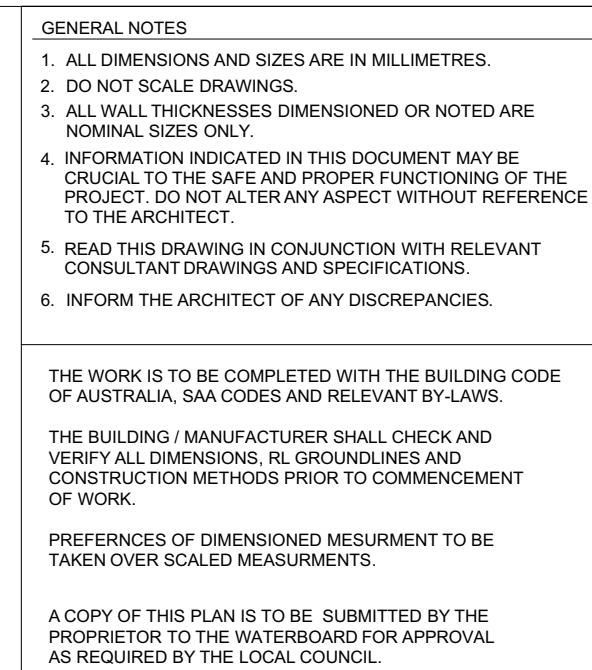 GENERAL NOTES
1. ALL DIMENSIONS AND SIZES ARE IN MILLIMETRES.
2. DO NOT SCALE DRAWINGS.
3. ALL WALL THICKNESSES DIMENSIONED OR NOTED ARE
NOMINAL SIZES ONLY.
4. INFORMATION INDICATED IN THIS DOCUMENT MAY BE
CRUCIAL TO THE SAFE AND PROPER FUNCTIONING OF THE
PROJECT. DO NOT ALTER ANY ASPECT WITHOUT REFERENCE
TO THE ARCHITECT.
5. READ THIS DRAWING IN CONJUNCTION WITH RELEVANT
CONSULTANT DRAWINGS AND SPECIFICATIONS.
6. INFORM THE ARCHITECT OF ANY DISCREPANCIES.
THE WORK IS TO BE COMPLETED WITH THE BUILDING CODE
OF AUSTRALIA, SAA CODES AND RELEVANT BY-LAWS.
THE BUILDING / MANUFACTURER SHALL CHECK AND
VERIFY ALL DIMENSIONS, RL GROUNDLINES AND
CONSTRUCTION METHODS PRIOR TO COMMENCEMENT
OF WORK.
PREFERNCES OF DIMENSIONED MESURMENT TO BE
TAKEN OVER SCALED MEASURMENTS.
A COPY OF THIS PLAN IS TO BE SUBMITTED BY THE
PROPRIETOR TO THE WATERBOARD FOR APPROVAL
AS REQUIRED BY THE LOCAL COUNCIL.